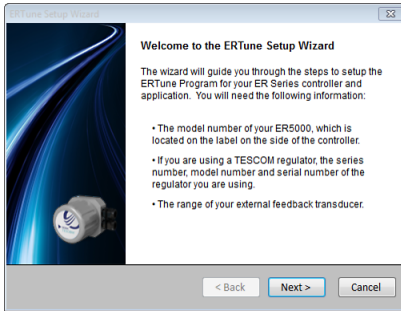 ERTune Setup Wizard
Welcome to the ERTune Setup Wizard
The wizard will guide you through the steps to setup the
ERTune Program for your ER Series controller and
application. You will need the following information:
• The model number of your ER5000, which is
located on the label on the side of the controller.
• If you are using a TESCOM regulator, the series
number, model number and serial number of the
regulator you are using.
• The range of your external feedback transducer.
< Back
Next >
Cancel